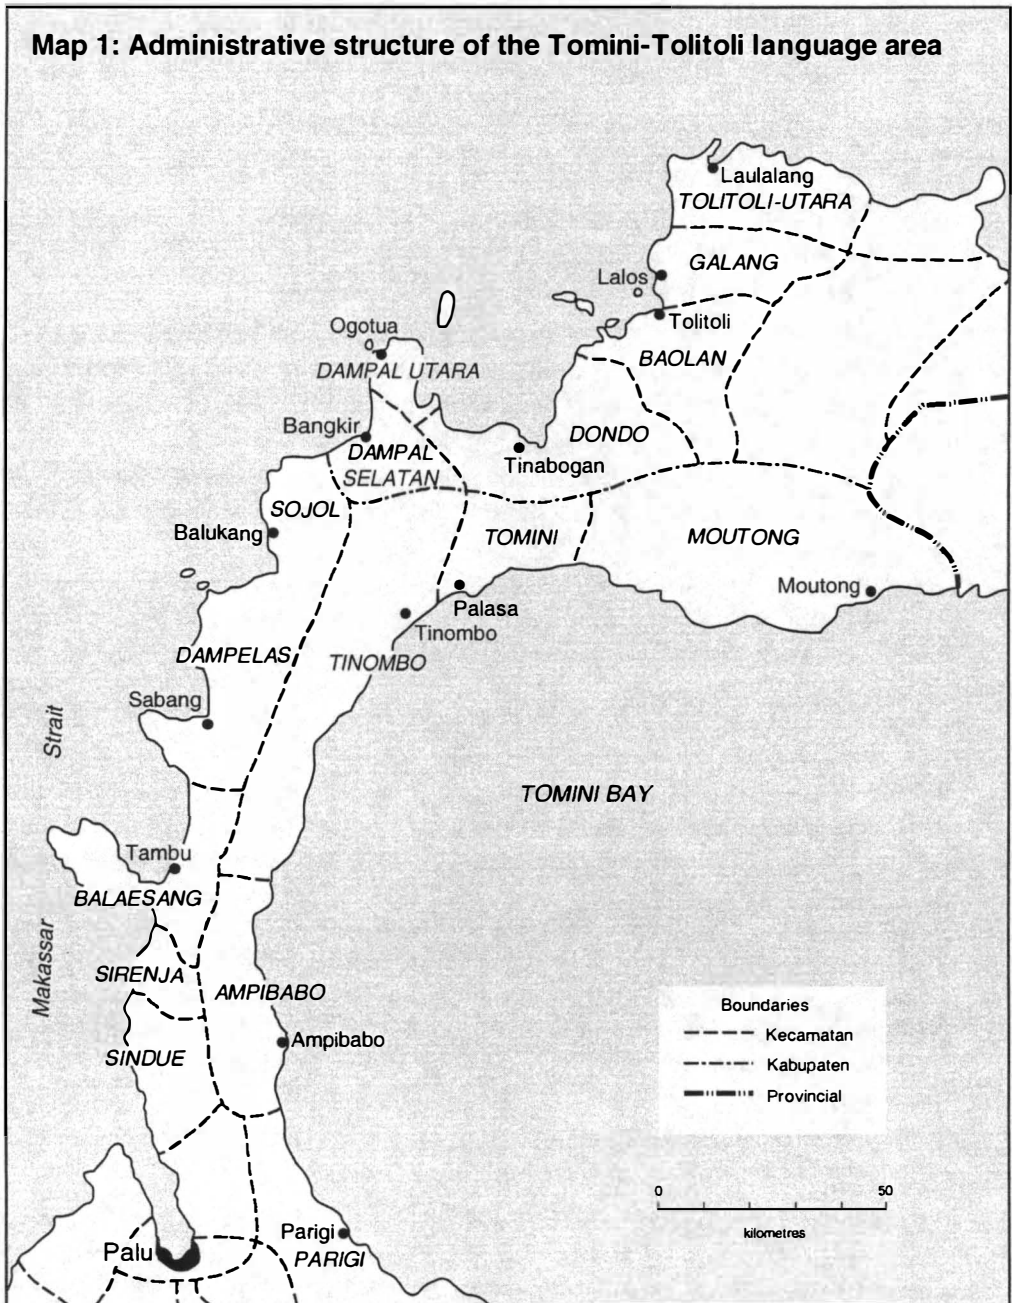 Map 1: Administrative structure of the Tomini-Tolitoli language area
Laulalang
TOLITOLI-UTARA
GALANG
Lalos
Tolitoli
Ogotua
BAOLAN
DAMPAL UTARA
Bangkir
DONDO
DAMPAL
SELATAN
Tinabogan
SOJOL
Balukang
TOMINI
MOUTONG
Moutong
Palasa
Tinombo
DAMPELAS
TINOMBO
Sabang
Strait
TOMINI BAY
Tambu
BALAESANG
Makassar
SIRENJA
AMPIBABO
Ampibabo
SINDUE
Boundaries
Kecamatan
Kabupaten
Provincial
0 50
kilometres
Parigi
PARIGI
Palu